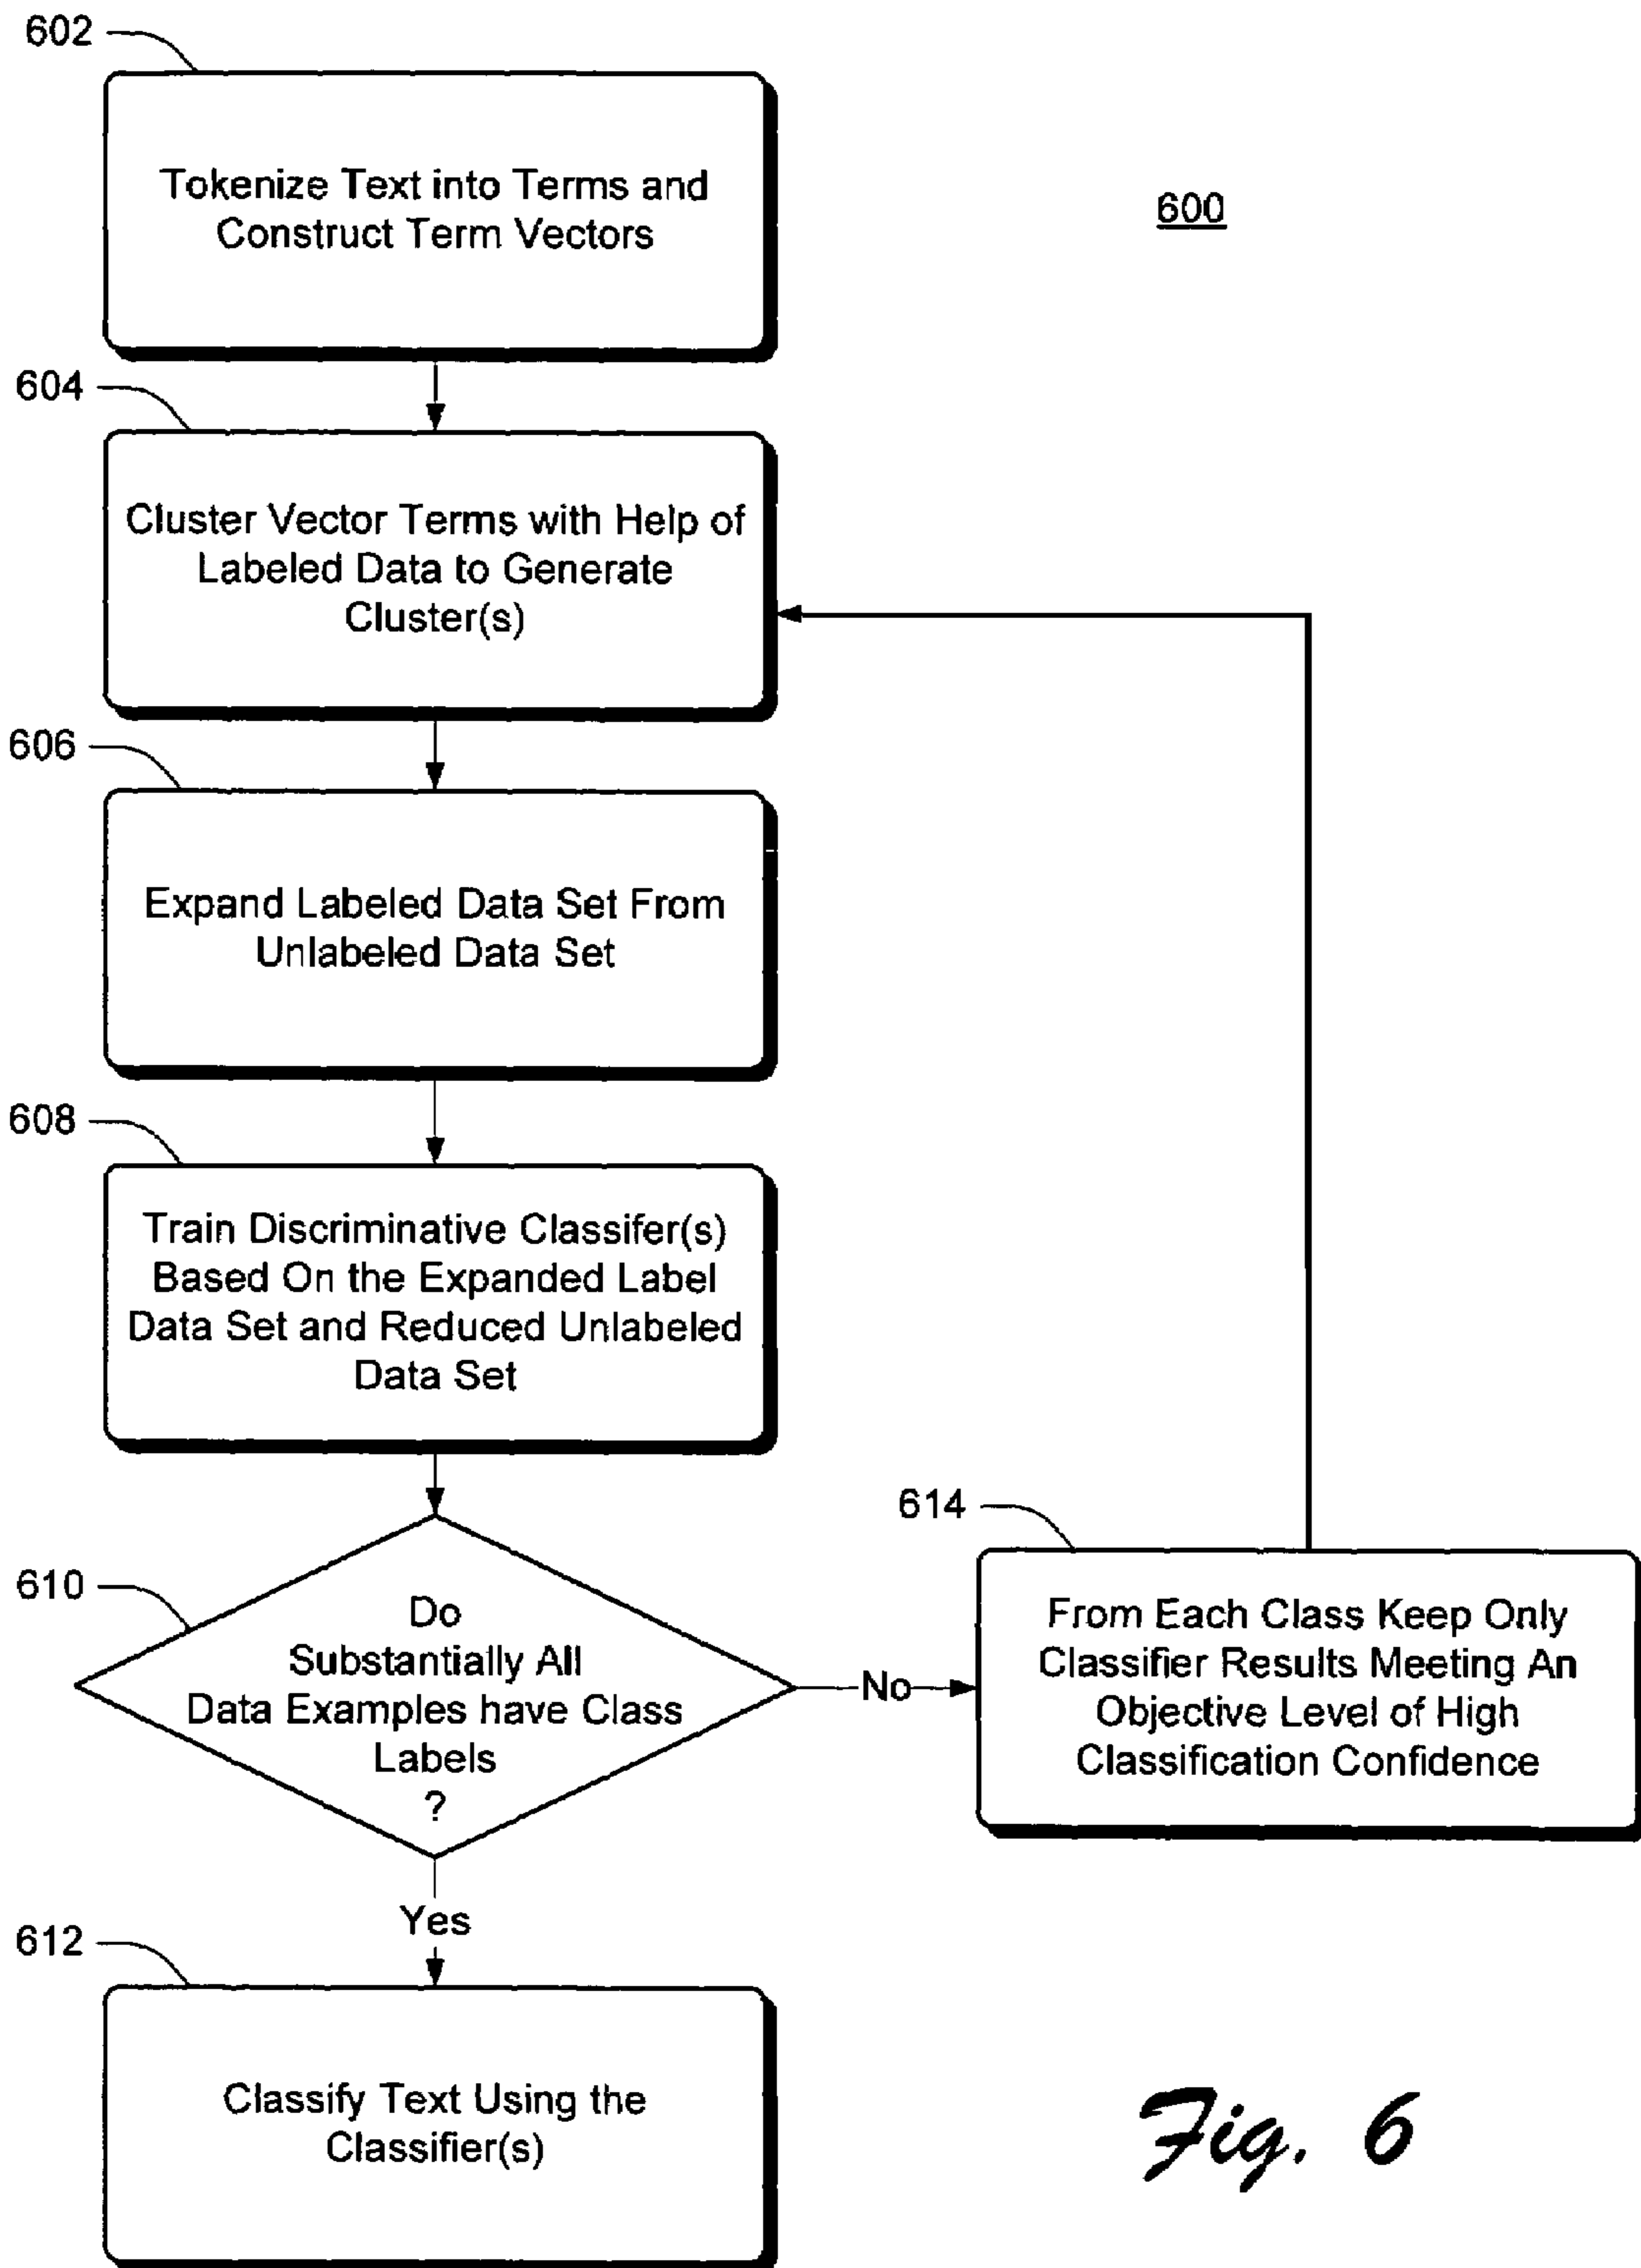 602
Tokenize Text into Terms and
Construct Term Vectors
600
604
Cluster Vector Terms with Help of
Labeled Data to Generate
Cluster(s)
606
Expand Labeled Data Set From
Unlabeled Data Set
608
Train Discriminative Classifer(s)
Based On the Expanded Label
Data Set and Reduced Unlabeled
Data Set
610
Do
Substantially All
Data Examples have Class
Labels
?
No
614
From Each Class Keep Only
Classifier Results Meeting An
Objective Level of High
Classification Confidence
Yes
612
Classify Text Using the
Classifier(s)
Fig. 6